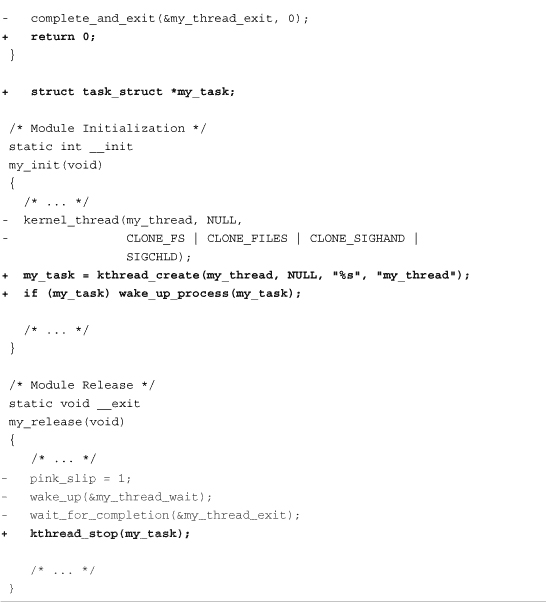 -   complete_and_exit(&my_thread_exit, 0);
+   return 0;
}
+   struct task_struct *my_task;
/* Module Initialization */
static int __init
my_init(void)
{
/* ... */
-  kernel_thread(my_thread, NULL,
-                CLONE_FS | CLONE_FILES | CLONE_SIGHAND |
SIGCHLD);
+  my_task = kthread_create(my_thread, NULL, "%s", "my_thread");
+  if (my_task) wake_up_process(my_task);
/* ... */
}
/* Module Release */
static void __exit
my_release(void)
{
/* ... */
-   pink_slip = 1;
-   wake_up(&my_thread_wait);
-   wait_for_completion(&my_thread_exit);
+   kthread_stop(my_task);
/* ... */
}